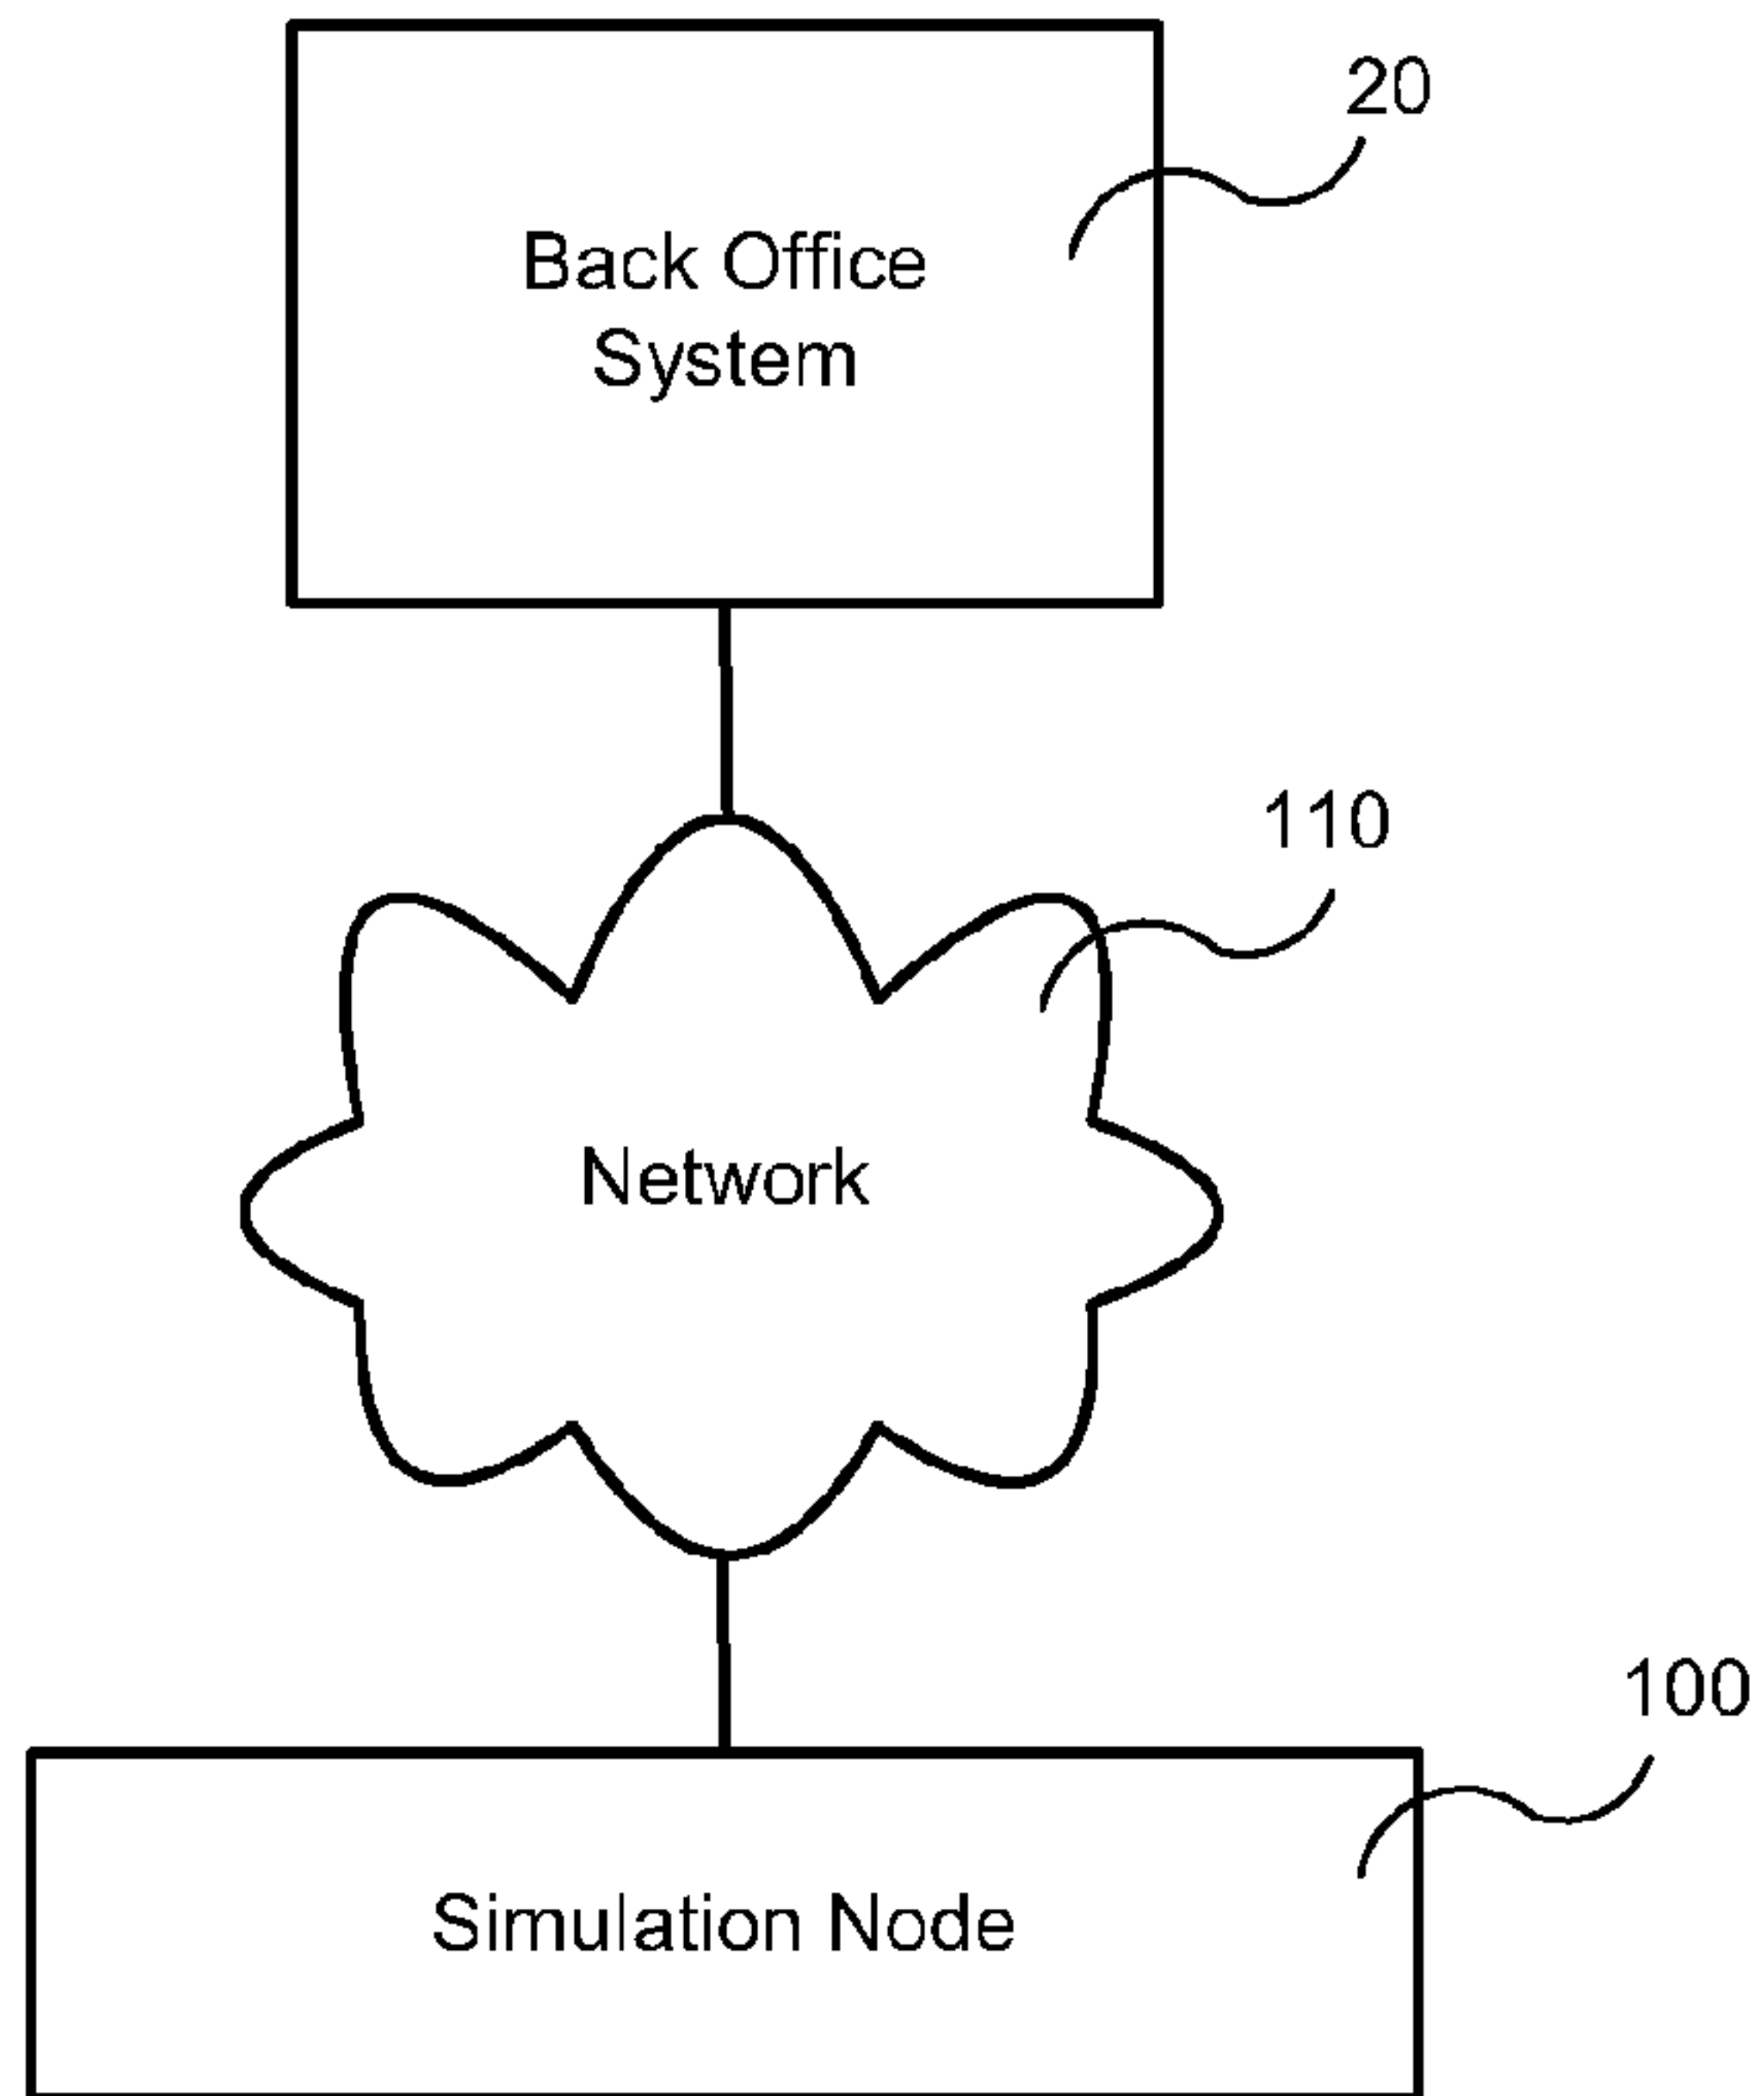 20
Back Office
System
110
Network
100
Simulation Node